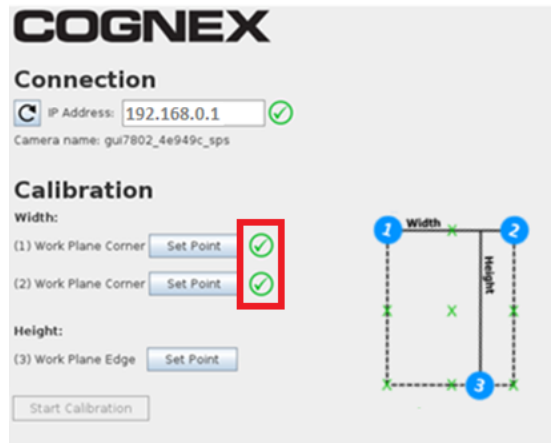 COGNEX
Connection
IP Address: 192.168.0.1
Camera name: gui7802_4e949c_sps
Calibration
Width:
(1) Work Plane Corner Set Point
(2) Work Plane Corner Set Point
Height:
(3) Work Plane Edge Set Point
Start Calibration
1 Width 2
Height
3